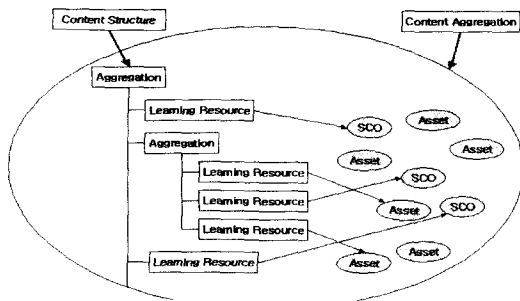 Content Structure
Content Aggregation
Aggregation
Learning Resource
SCO
Asset
Asset
Aggregation
Asset
Learning Resource
SCO
Learning Resource
Asset
SCO
Learning Resource
Asset
Learning Resource
Asset